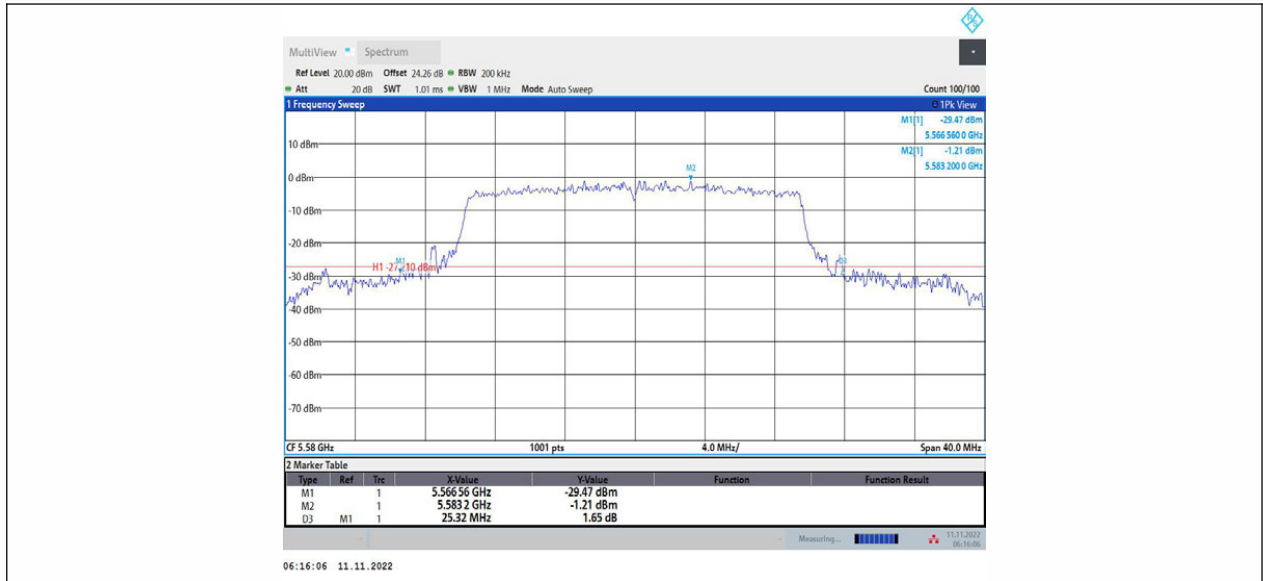 MultiView Spectrum
Ref Level 20.00 dBm Offset 24.26 dB RBW 200 kHz
Att 20 dB SWT 1.01 ms VBW 1 MHz Mode Auto Sweep Count 100/100
1 Frequency Sweep 1Pk View
M1[1] -29.47 dBm
5.566 560 0 GHz
10 dBm
M2[1] -1.21 dBm
5.583 200 0 GHz
M2
0 dBm
-10 dBm
-20 dBm
M1
H1 -27. 10 dBm
-30 dBm
-40 dBm
-50 dBm
-60 dBm
-70 dBm
CF 5.58 GHz 1001 pts 4.0 MHz/ Span 40.0 MHz
2 Marker Table
Type Ref Trc X-Value Y-Value Function Function Result
M1 1 5.566 56 GHz -29.47 dBm
M2 1 5.583 2 GHz -1.21 dBm
D3 M1 1 25.32 MHz 1.65 dB
Measuring... 11.11.2022
06:16:06
06:16:06 11.11.2022